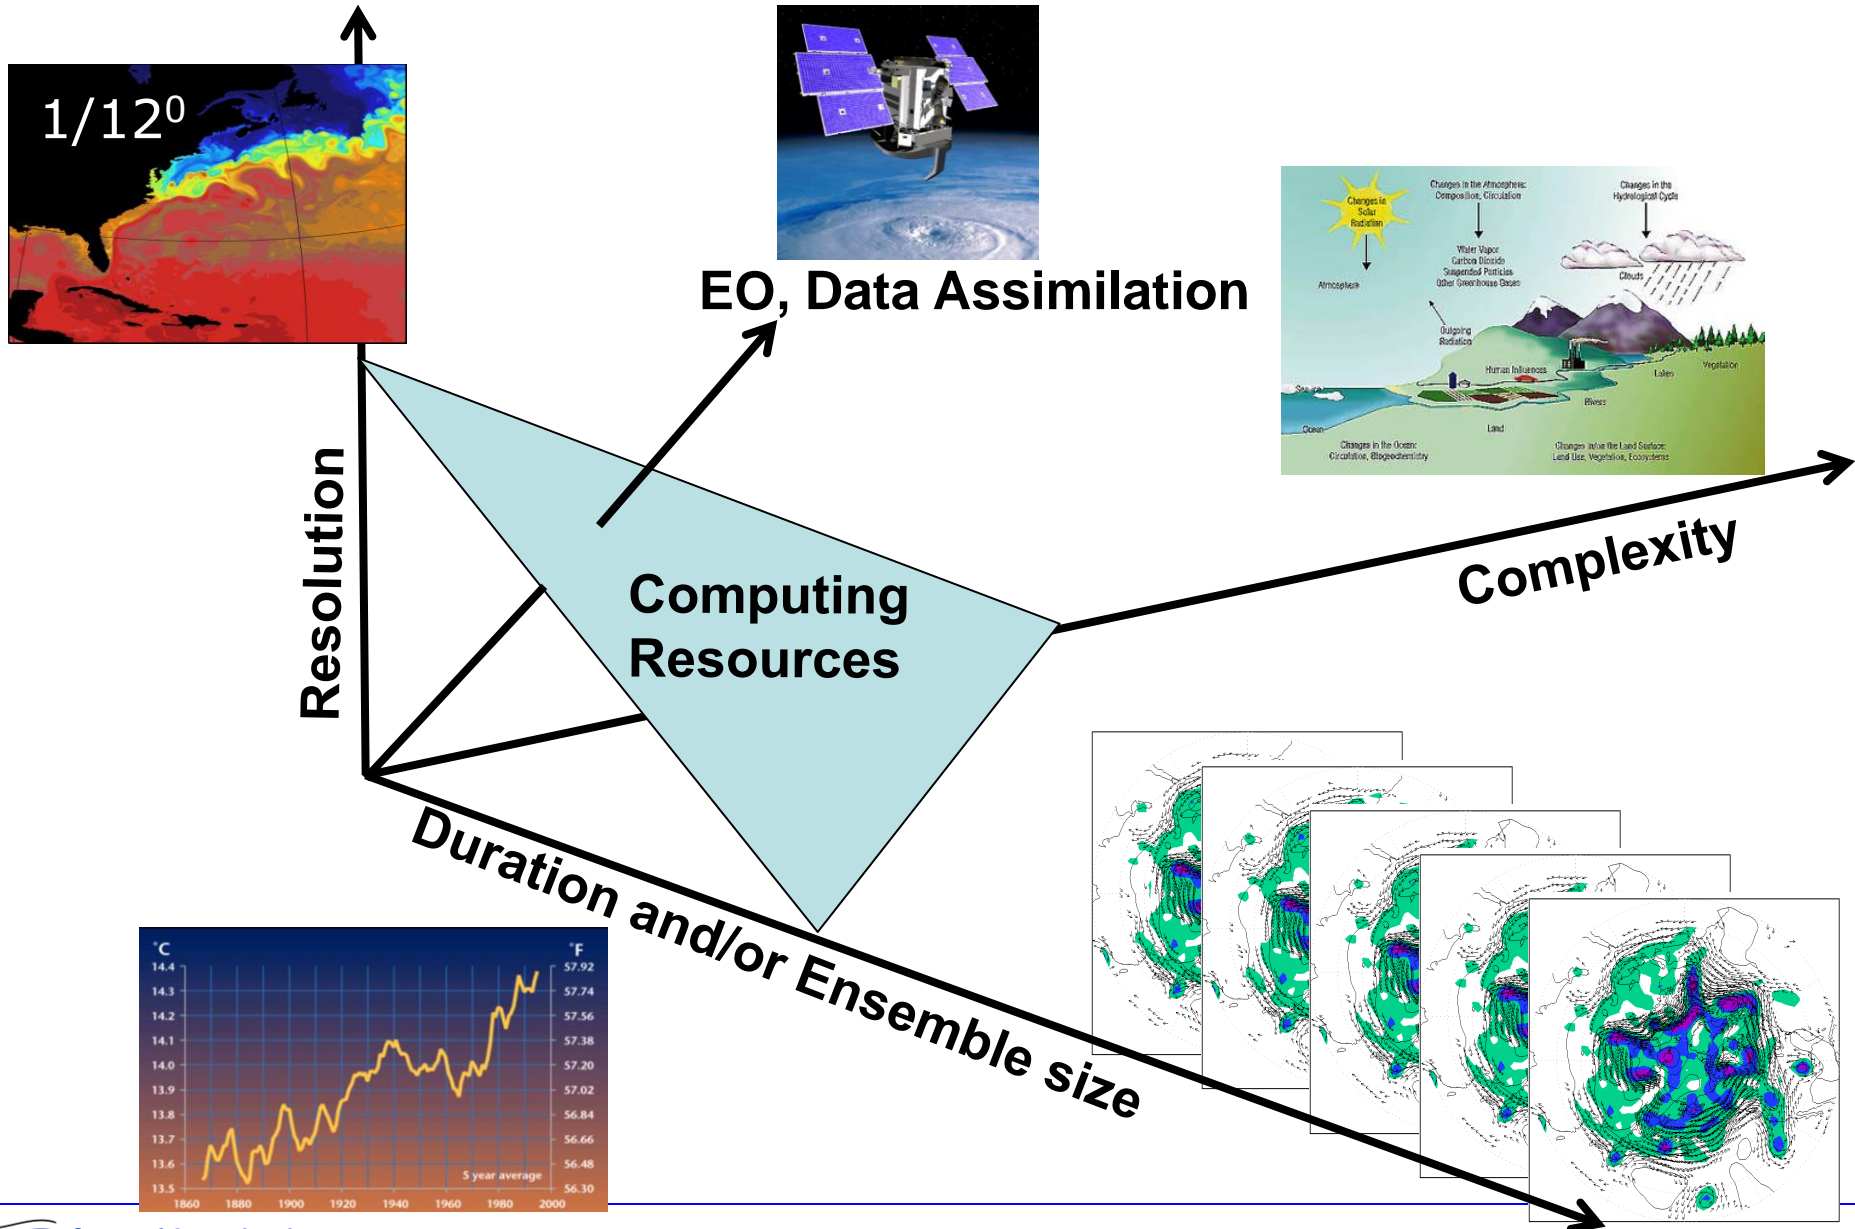 1/12⁰
EO, Data Assimilation
Changes in
Solar
Radiation
Changes in the Atmosphere:
Composition, Circulation
Changes in the
Hydrological Cycle
Water Vapor
Carbon Dioxide
Suspended Particles
Other Greenhouse Gases
Atmosphere
Clouds
Outgoing
Radiation
Human Influences
Lakes
Vegetation
Sea ice
Rivers
Ocean
Land
Changes in the Ocean:
Circulation, Biogeochemistry
Changes in/on the Land Surface:
Land Use, Vegetation, Ecosystems
Resolution
Computing
Resources
Complexity
Duration and/or Ensemble size
°C
°F
14.4
57.92
14.3
57.74
14.2
57.56
14.1
57.38
14.0
57.20
13.9
57.02
13.8
56.84
13.7
56.66
13.6
56.48
13.5
56.30
5 year average
1860 1880 1900 1920 1940 1960 1980 2000